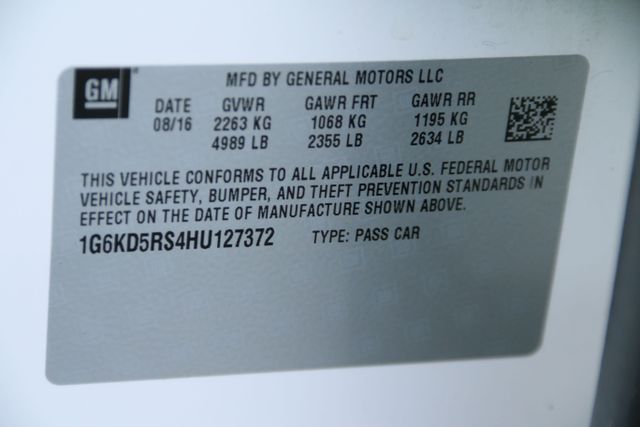 GM
MFD BY GENERAL MOTORS LLC
DATE GVWR GAWR FRT GAWR RR
08/16 2263 KG 1068 KG 1195 KG
4989 LB 2355 LB 2634 LB
THIS VEHICLE CONFORMS TO ALL APPLICABLE U.S. FEDERAL MOTOR
VEHICLE SAFETY, BUMPER, AND THEFT PREVENTION STANDARDS IN
EFFECT ON THE DATE OF MANUFACTURE SHOWN ABOVE.
1G6KD5RS4HU127372 TYPE: PASS CAR